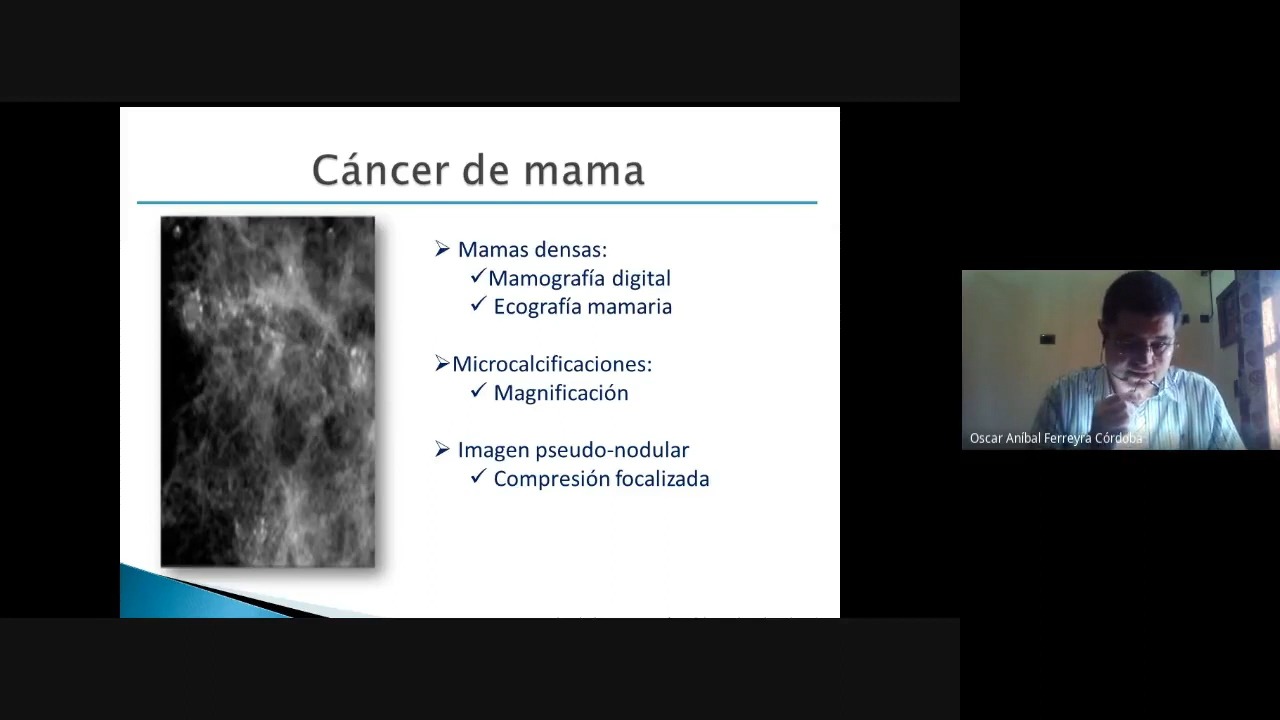 Cáncer de mama
➢ Mamas densas:
✓Mamografía digital
✓ Ecografía mamaria
➢Microcalcificaciones:
✓ Magnificación
➢ Imagen pseudo-nodular
✓ Compresión focalizada
Oscar Aníbal Ferreyra Córdoba